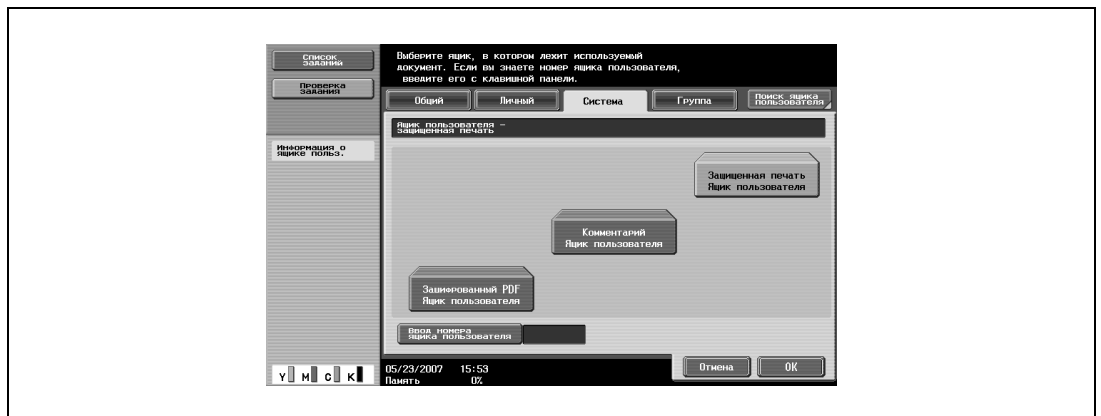 Список
заданий
Проверка
задания
Информация о
ящике польз.
Выберите ящик, в котором лежит используемый
документ. Если вы знаете номер ящика пользователя,
введите его с клавишной панели.
Общий
Личный
Система
Группа
Поиск ящика
пользователя
Ящик пользователя –
защищенная печать
Защищенная печать
Ящик пользователя
Комментарий
Ящик пользователя
Зашифрованный PDF
Ящик пользователя
Ввод номера
ящика пользователя
Отмена
OK
Y M C K
05/23/2007 15:53
Память 0%